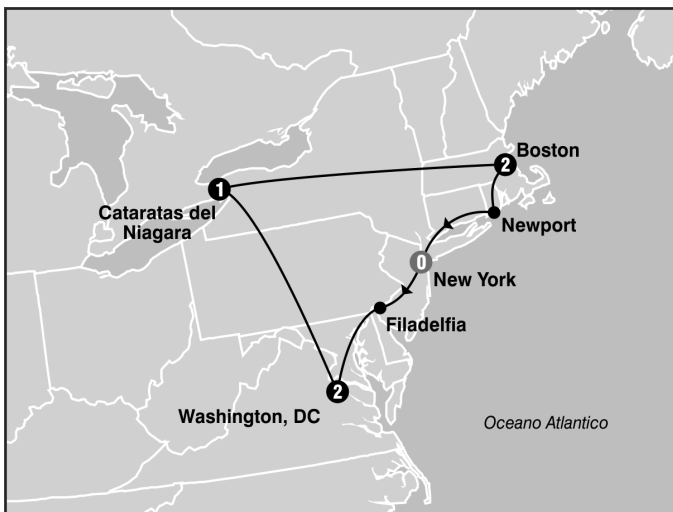 Boston
2
1
Cataratas del
Niagara
Newport
0
New York
Filadelfia
2
Washington, DC
Oceano Atlantico